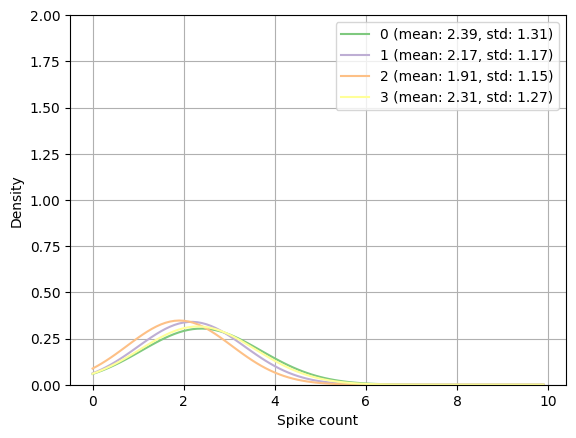 2.00
1.75
1.50
1.25
1.00
0.75
0.50
0.25
0.00
Density
0 (mean: 2.39, std: 1.31)
1 (mean: 2.17, std: 1.17)
2 (mean: 1.91, std: 1.15)
3 (mean: 2.31, std: 1.27)
0 2 4 6 8 10
Spike count